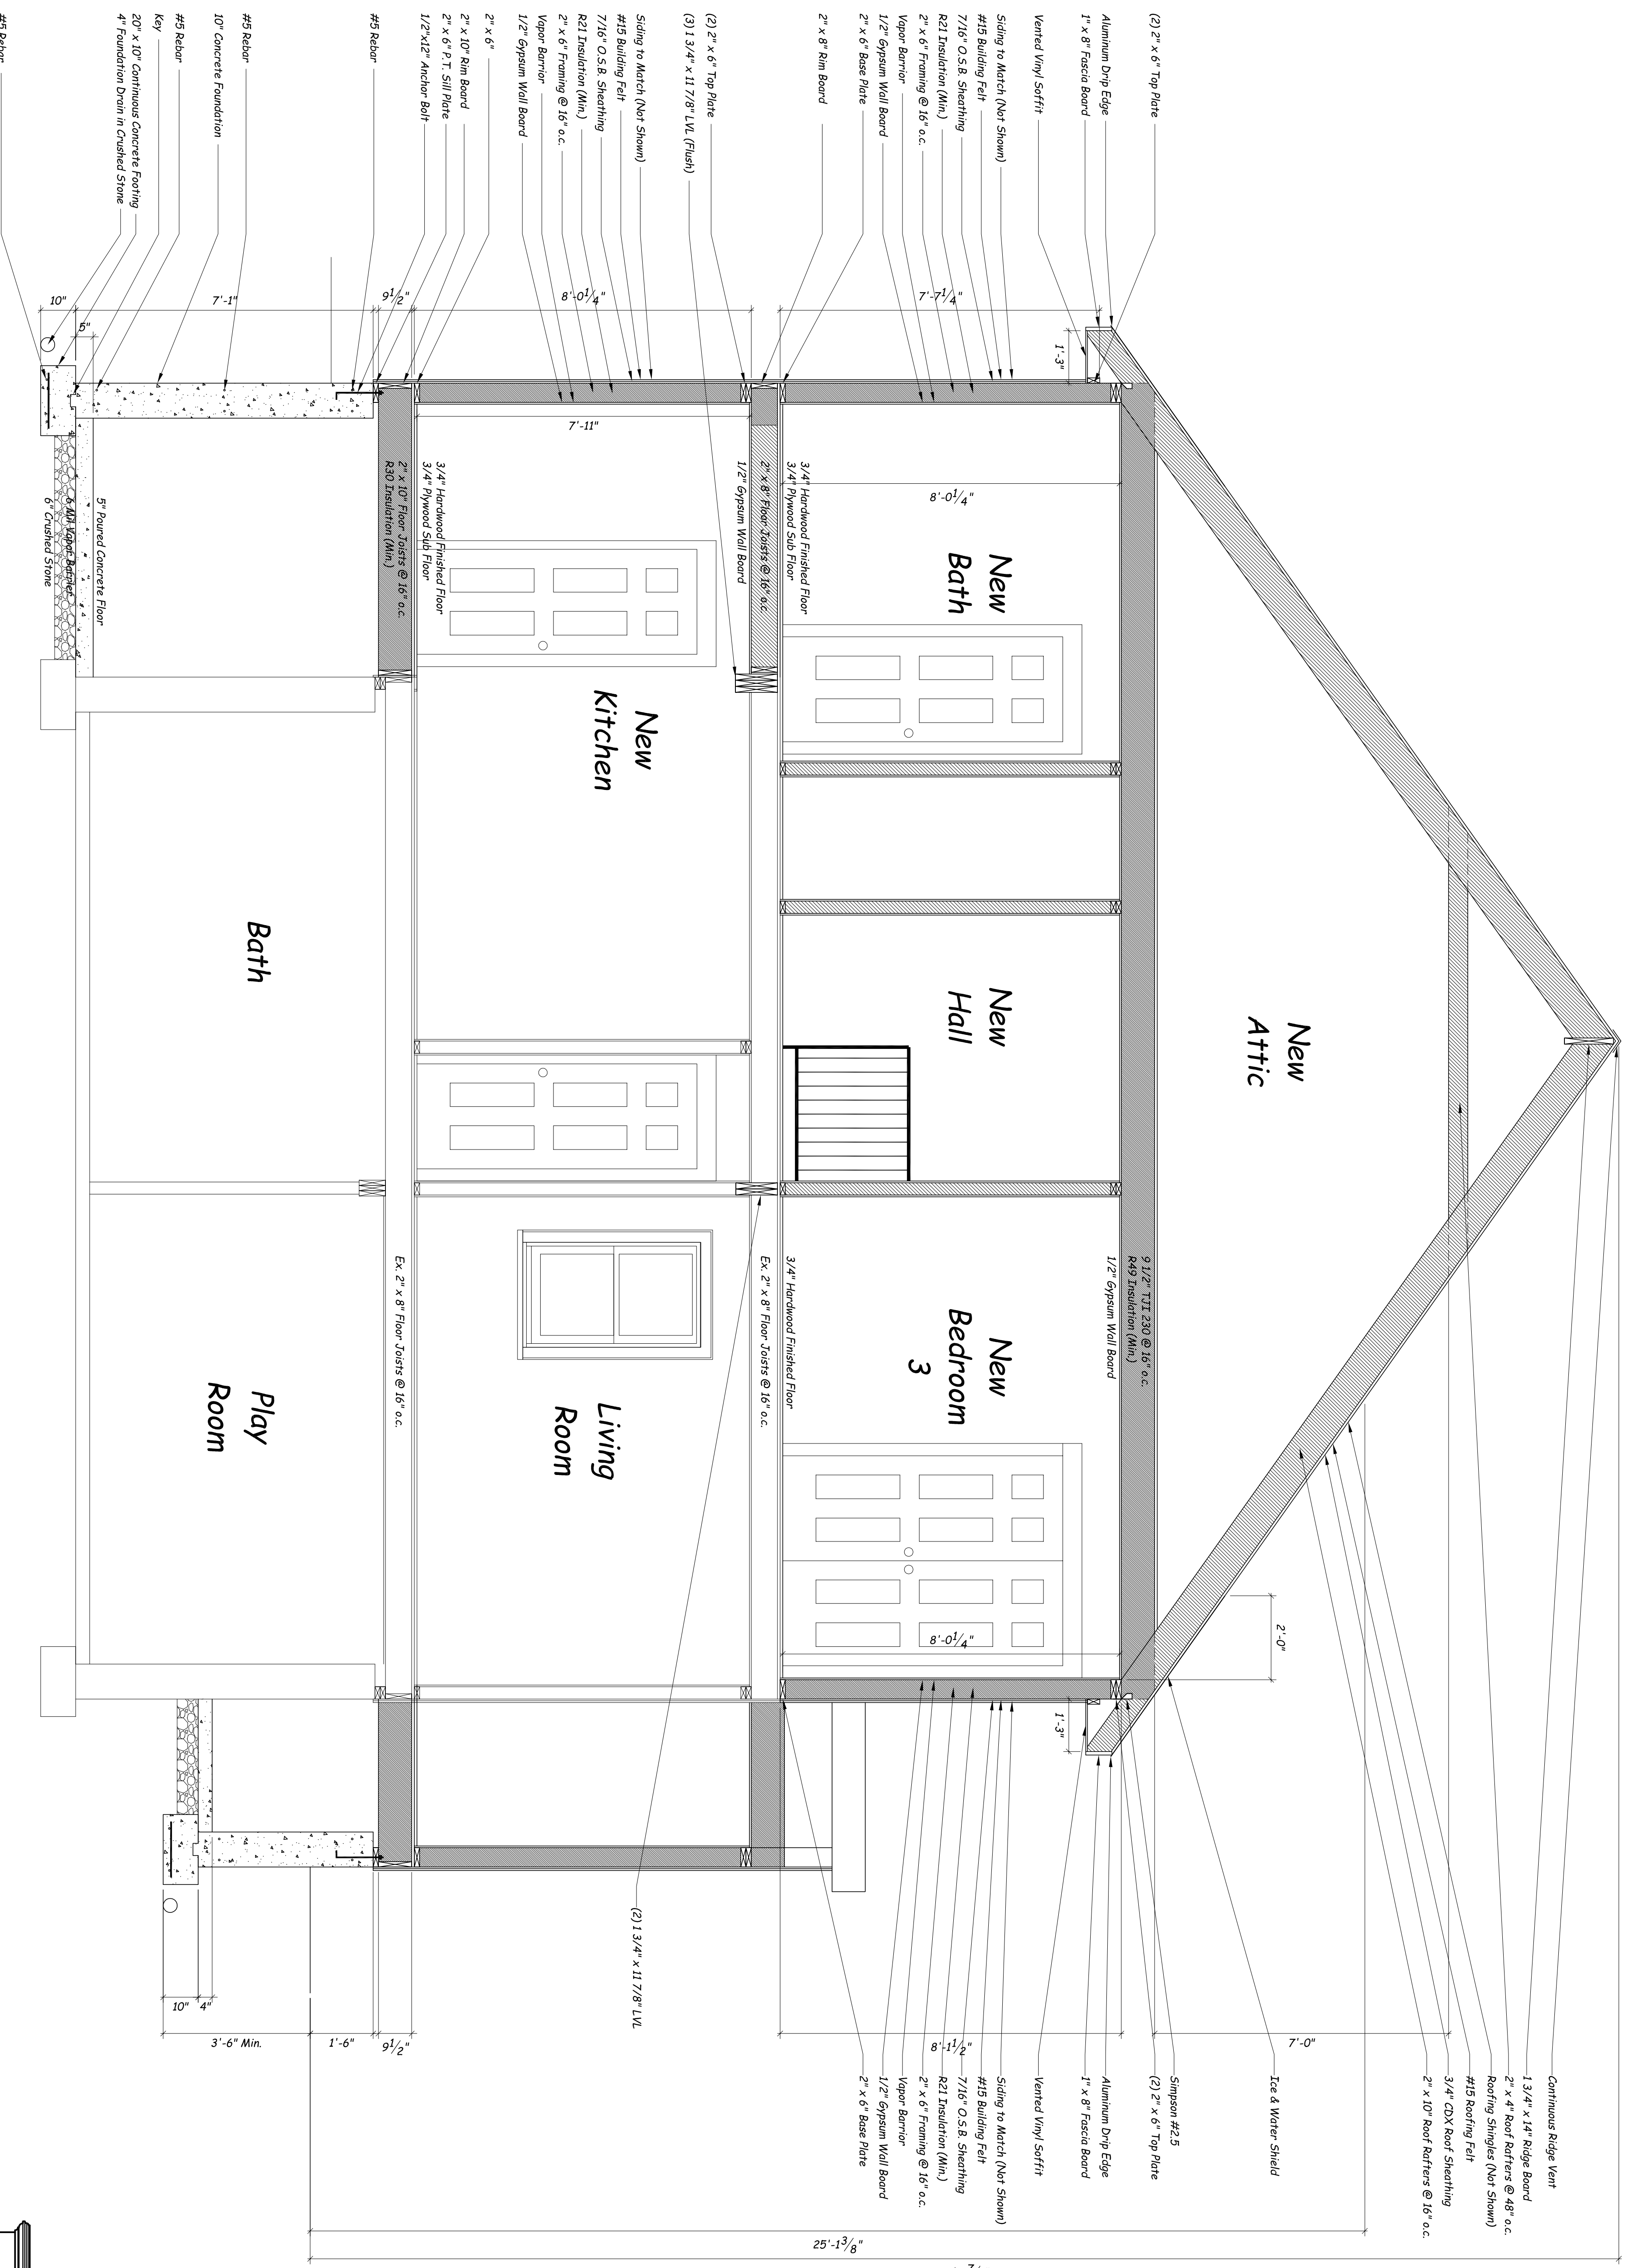 Continuous Ridge Vent
1 3/4" x 14" Ridge Board
2" x 4" Roof Rafters @ 48" o.c.
Roofing Shingles (Not Shown)
#15 Roofing Felt
3/4" CDX Roof Sheathing
2" x 10" Roof Rafters @ 16" o.c.
Ice & Water Shield
Simpson #2.5
(2) 2" x 6" Top Plate
Aluminum Drip Edge
1" x 8" Fascia Board
Vented Vinyl Soffit
Siding to Match (Not Shown)
#15 Building Felt
7/16" O.S.B. Sheathing
R21 Insulation (Min.)
2" x 6" Framing @ 16" o.c.
Vapor Barrior
1/2" Gypsum Wall Board
2" x 6" Base Plate
(2) 1 3/4" x 11 7/8" LVL
(2) 2" x 6" Top Plate
Aluminum Drip Edge
1" x 8" Fascia Board
Vented Vinyl Soffit
Siding to Match (Not Shown)
#15 Building Felt
7/16" O.S.B. Sheathing
R21 Insulation (Min.)
2" x 6" Framing @ 16" o.c.
Vapor Barrior
1/2" Gypsum Wall Board
2" x 6" Base Plate
2" x 8" Rim Board
(2) 2" x 6" Top Plate
(3) 1 3/4" x 11 7/8" LVL (Flush)
Siding to Match (Not Shown)
#15 Building Felt
7/16" O.S.B. Sheathing
R21 Insulation (Min.)
2" x 6" Framing @ 16" o.c.
Vapor Barrior
1/2" Gypsum Wall Board
2" x 6"
2" x 10" Rim Board
2" x 6" P.T. Sill Plate
1/2"x12" Anchor Bolt
#5 Rebar
#5 Rebar
10" Concrete Foundation
#5 Rebar
Key
20" x 10" Continuous Concrete Footing
4" Foundation Drain in Crushed Stone
#5 Rebar
New
Attic
9 1/2" TJI 230 @ 16" o.c.
R49 Insulation (Min.)
1/2" Gypsum Wall Board
New
Bath
New
Hall
New
Bedroom
3
3/4" Hardwood Finished Floor
3/4" Plywood Sub Floor
3/4" Hardwood Finished Floor
2" x 8" Floor Joists @ 16" o.c.
Ex. 2" x 8" Floor Joists @ 16" o.c.
1/2" Gypsum Wall Board
New
Kitchen
Living
Room
3/4" Hardwood Finished Floor
3/4" Plywood Sub Floor
2" x 10" Floor Joists @ 16" o.c.
R30 Insulation (Min.)
Ex. 2" x 8" Floor Joists @ 16" o.c.
Bath
Play
Room
5" Poured Concrete Floor
6 Mil Vapor Barrier
6" Crushed Stone
1'-3"
7'-7 1/4"
8'-0 1/4"
9 1/2"
7'-1"
5"
10"
8'-0 1/4"
7'-11"
8'-0 1/4"
1'-3"
2'-0"
7'-0"
8'-1 1/2"
9 1/2"
1'-6"
3'-6" Min.
4"
10"
25'-1 3/8"